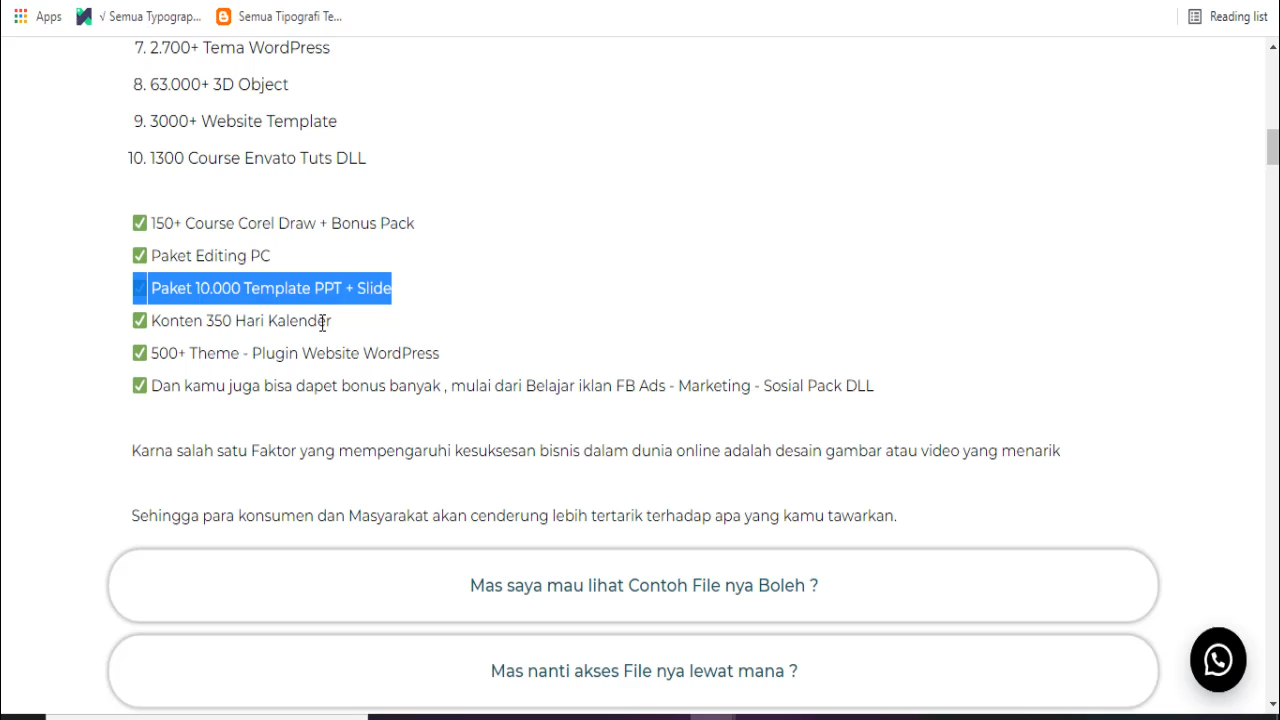 Apps √ Semua Typograp... Semua Tipografi Te... Reading list
7. 2.700+ Tema WordPress
8. 63.000+ 3D Object
9. 3000+ Website Template
10. 1300 Course Envato Tuts DLL
✅ 150+ Course Corel Draw + Bonus Pack
✅ Paket Editing PC
✅ Paket 10.000 Template PPT + Slide
✅ Konten 350 Hari Kalender
✅ 500+ Theme - Plugin Website WordPress
✅ Dan kamu juga bisa dapet bonus banyak , mulai dari Belajar iklan FB Ads - Marketing - Sosial Pack DLL
Karna salah satu Faktor yang mempengaruhi kesuksesan bisnis dalam dunia online adalah desain gambar atau video yang menarik
Sehingga para konsumen dan Masyarakat akan cenderung lebih tertarik terhadap apa yang kamu tawarkan.
Mas saya mau lihat Contoh File nya Boleh ?
Mas nanti akses File nya lewat mana ?